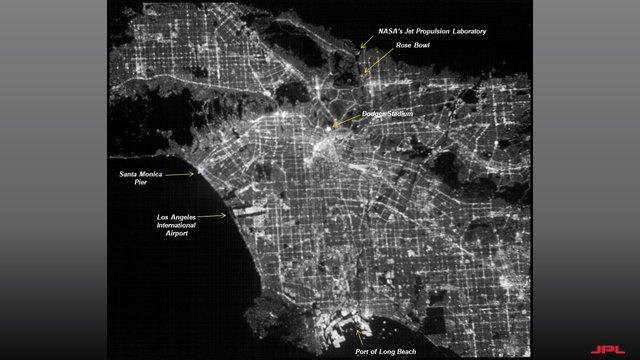 NASA's Jet Propulsion Laboratory
Rose Bowl
Dodger Stadium
Santa Monica
Pier
Los Angeles
International
Airport
Port of Long Beach
JPL